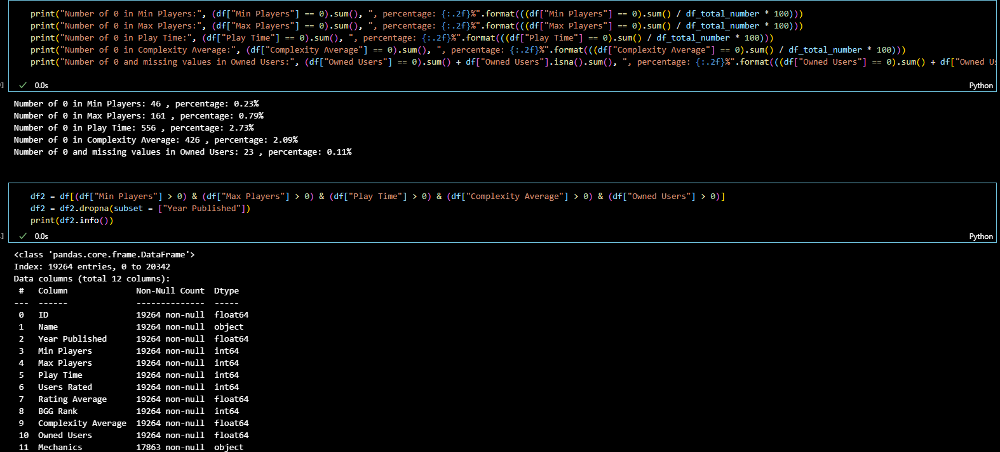 print("Number of 0 in Min Players:", (df["Min Players"] == 0).sum(), ", percentage: {:.2f}%".format(((df["Min Players"] == 0).sum() / df_total_number * 100)))
print("Number of 0 in Max Players:", (df["Max Players"] == 0).sum(), ", percentage: {:.2f}%".format(((df["Max Players"] == 0).sum() / df_total_number * 100)))
print("Number of 0 in Play Time:", (df["Play Time"] == 0).sum(), ", percentage: {:.2f}%".format(((df["Play Time"] == 0).sum() / df_total_number * 100)))
print("Number of 0 in Complexity Average:", (df["Complexity Average"] == 0).sum(), ", percentage: {:.2f}%".format(((df["Complexity Average"] == 0).sum() / df_total_number * 100)))
print("Number of 0 and missing values in Owned Users:", (df["Owned Users"] == 0).sum() + df["Owned Users"].isna().sum(), ", percentage: {:.2f}%".format(((df["Owned Users"] == 0).sum() + df["Owned Us
] ✓ 0.0s Python
Number of 0 in Min Players: 46 , percentage: 0.23%
Number of 0 in Max Players: 161 , percentage: 0.79%
Number of 0 in Play Time: 556 , percentage: 2.73%
Number of 0 in Complexity Average: 426 , percentage: 2.09%
Number of 0 and missing values in Owned Users: 23 , percentage: 0.11%
df2 = df[(df["Min Players"] > 0) & (df["Max Players"] > 0) & (df["Play Time"] > 0) & (df["Complexity Average"] > 0) & (df["Owned Users"] > 0)]
df2 = df2.dropna(subset = ["Year Published"])
print(df2.info())
] ✓ 0.0s Python
<class 'pandas.core.frame.DataFrame'>
Index: 19264 entries, 0 to 20342
Data columns (total 12 columns):
 #   Column              Non-Null Count  Dtype
---  ------              --------------  -----
 0   ID                  19264 non-null  float64
 1   Name                19264 non-null  object
 2   Year Published      19264 non-null  float64
 3   Min Players         19264 non-null  int64
 4   Max Players         19264 non-null  int64
 5   Play Time           19264 non-null  int64
 6   Users Rated         19264 non-null  int64
 7   Rating Average      19264 non-null  float64
 8   BGG Rank            19264 non-null  int64
 9   Complexity Average  19264 non-null  float64
 10  Owned Users         19264 non-null  float64
 11  Mechanics           17863 non-null  object